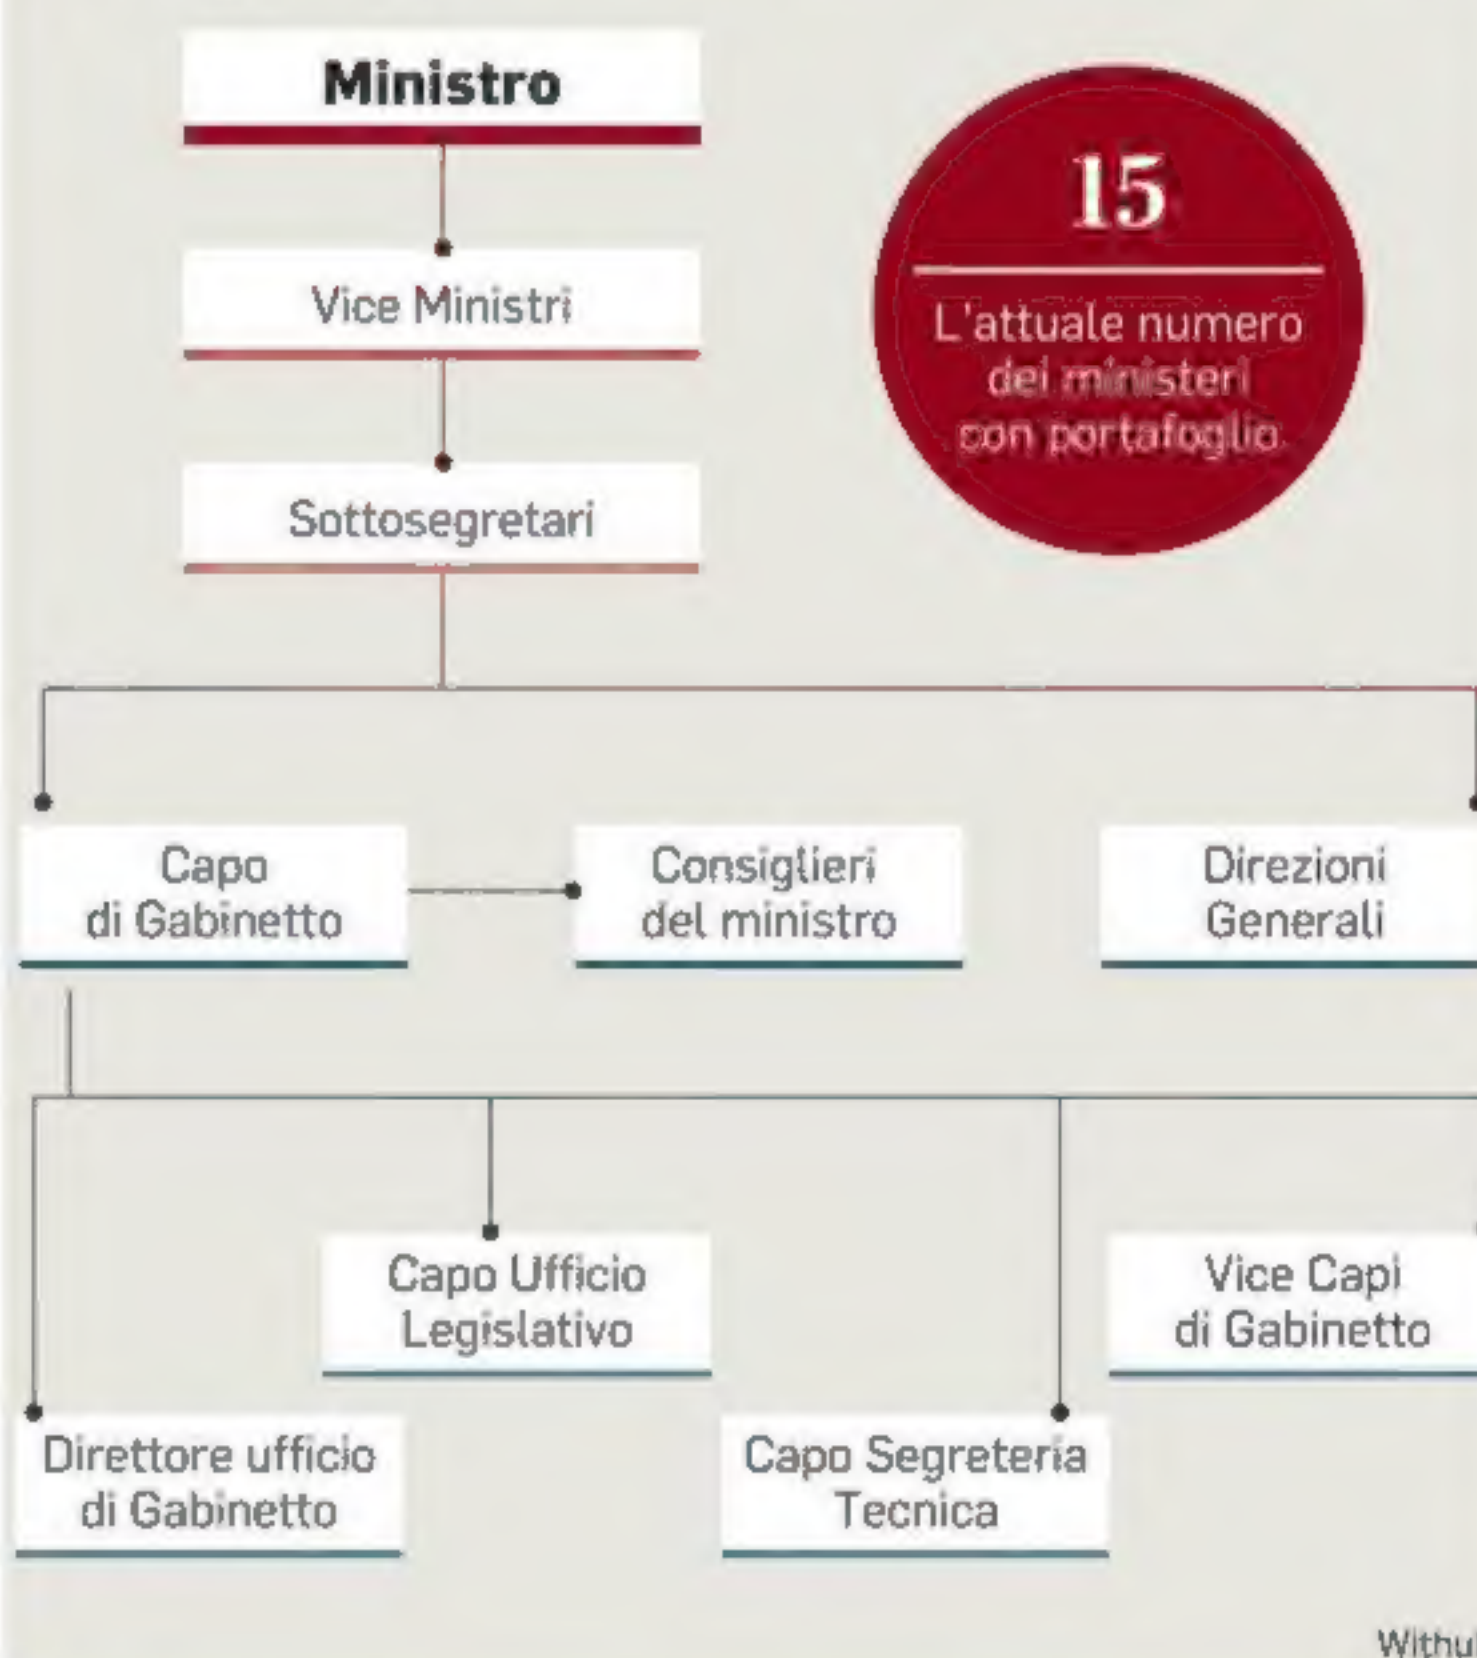 Ministro
15
L'attuale numero
dei ministeri
con portafoglio
Vice Ministri
Sottosegretari
Capo
di Gabinetto
Consiglieri
del ministro
Direzioni
Generali
Capo Ufficio
Legislativo
Vice Capi
di Gabinetto
Direttore ufficio
di Gabinetto
Capo Segreteria
Tecnica